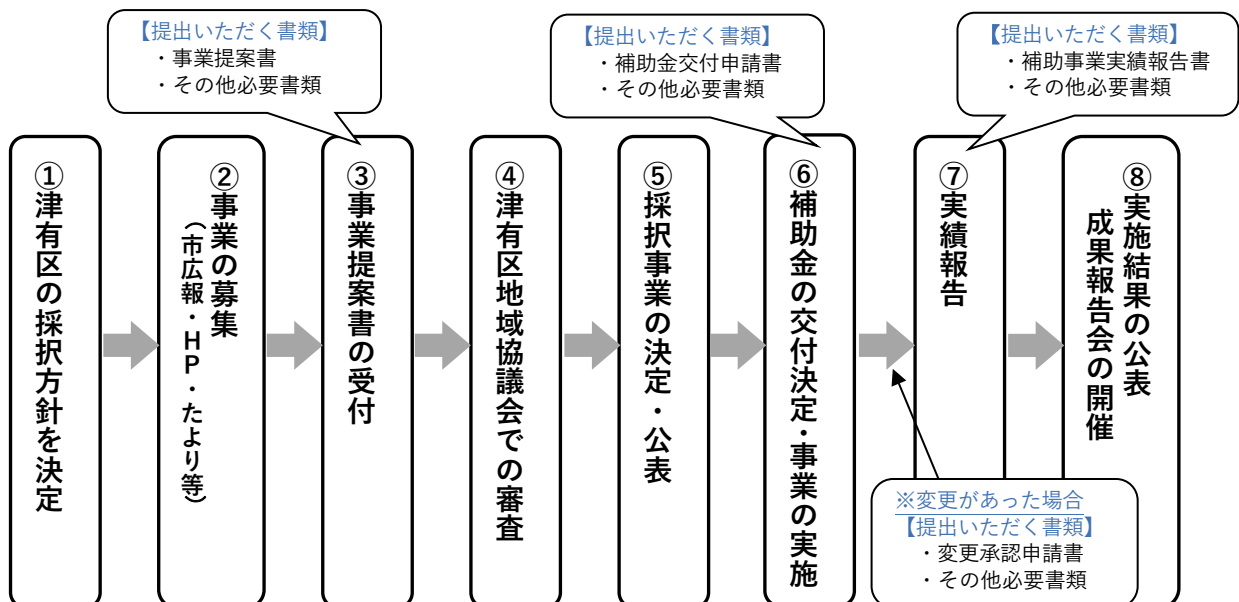 【提出いただく書類】
・事業提案書
・その他必要書類
【提出いただく書類】
・補助金交付申請書
・その他必要書類
【提出いただく書類】
・補助事業実績報告書
・その他必要書類
①津有区の採択方針を決定
②事業の募集
（市広報・HP・たより等）
③事業提案書の受付
④津有区地域協議会での審査
⑤採択事業の決定・公表
⑥補助金の交付決定・事業の実施
⑦実績報告
⑧実施結果の公表
成果報告会の開催
※変更があった場合
【提出いただく書類】
・変更承認申請書
・その他必要書類